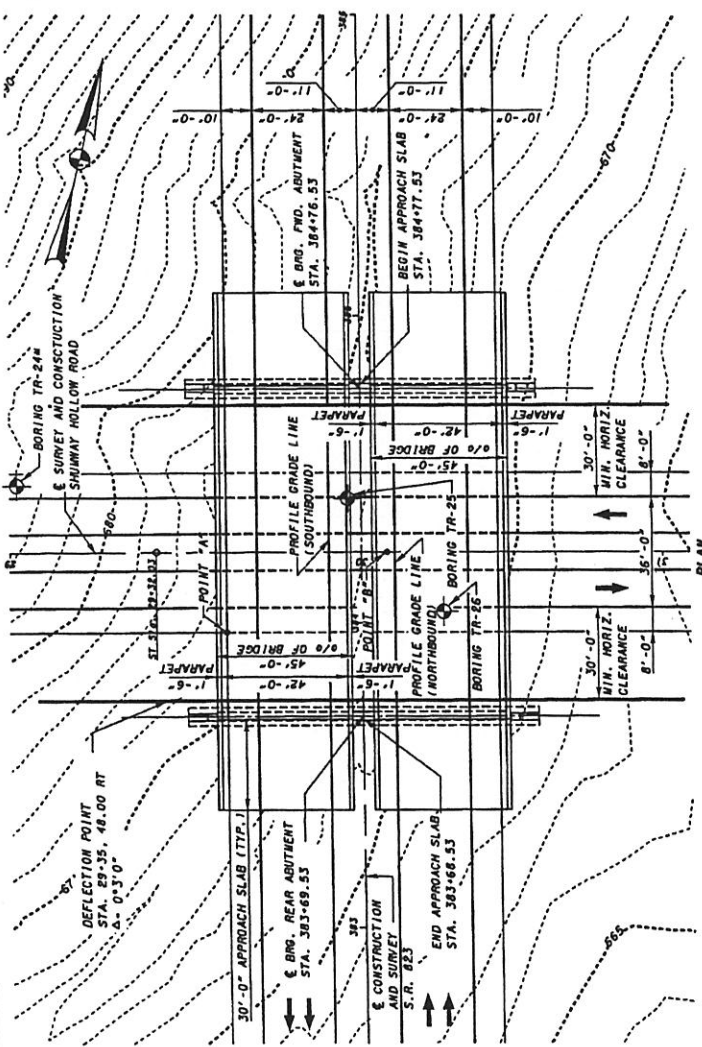 BORING TR-24*
℄ SURVEY AND CONSCTUCTION
SHUMWAY HOLLOW ROAD
680
670
665
385
10'-0"
24'-0"
11'-0"
11'-0"
24'-0"
10'-0"
℄ BRG. FWD. ABUTMENT
STA. 384+76.53
BEGIN APPROACH SLAB
STA. 384+77.53
POINT "A"
PROFILE GRADE LINE
(SOUTHBOUND)
1'-6"
PARAPET
42'-0"
45'-0"
O/O OF BRIDGE
1'-6"
PARAPET
1'-6"
PARAPET
42'-0"
45'-0"
O/O OF BRIDGE
1'-6"
PARAPET
POINT "B"
PROFILE GRADE LINE
(NORTHBOUND)
BORING TR-25
BORING TR-26
30'-0"
MIN. HORIZ.
CLEARANCE
8'-0"
36'-0"
30'-0"
MIN. HORIZ.
CLEARANCE
8'-0"
PLAN
DEFLECTION POINT
STA. 29+35, 48.00 RT
Δ= 0°3'0"
30'-0" APPROACH SLAB (TYP.)
℄ BRG. REAR ABUTMENT
STA. 383+69.53
383
℄ CONSTRUCTION
AND SURVEY
S.R. 823
END APPROACH SLAB
STA. 383+68.53